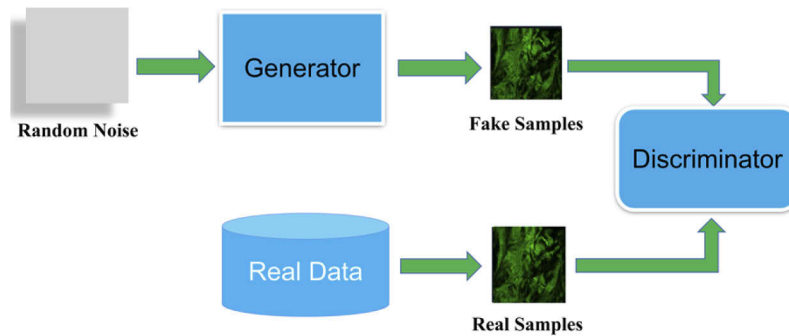 Generator
Random Noise
Fake Samples
Discriminator
Real Data
Real Samples